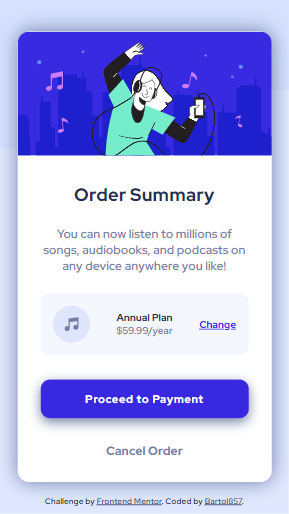 Order Summary
You can now listen to millions of
songs, audiobooks, and podcasts on
any device anywhere you like!
Annual Plan
$59.99/year
Change
Proceed to Payment
Cancel Order
Challenge by Frontend Mentor. Coded by Bartol857.